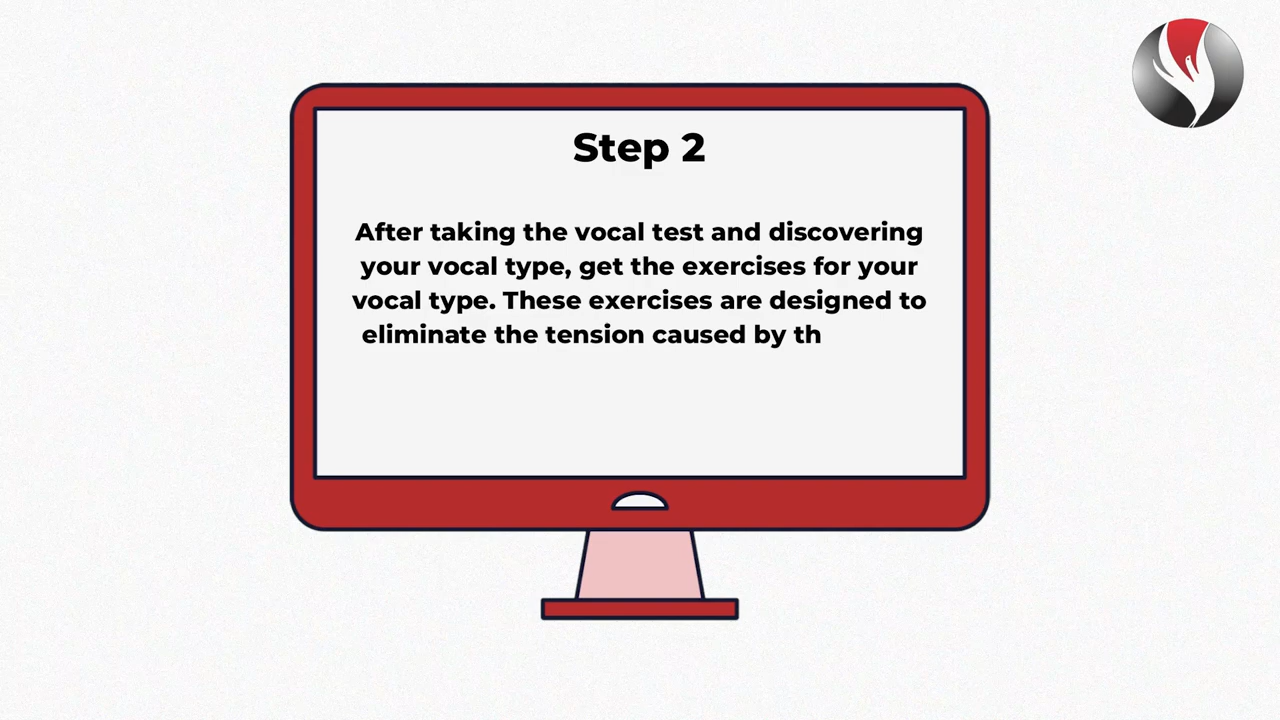 Step 2
After taking the vocal test and discovering
your vocal type, get the exercises for your
vocal type. These exercises are designed to
eliminate the tension caused by th